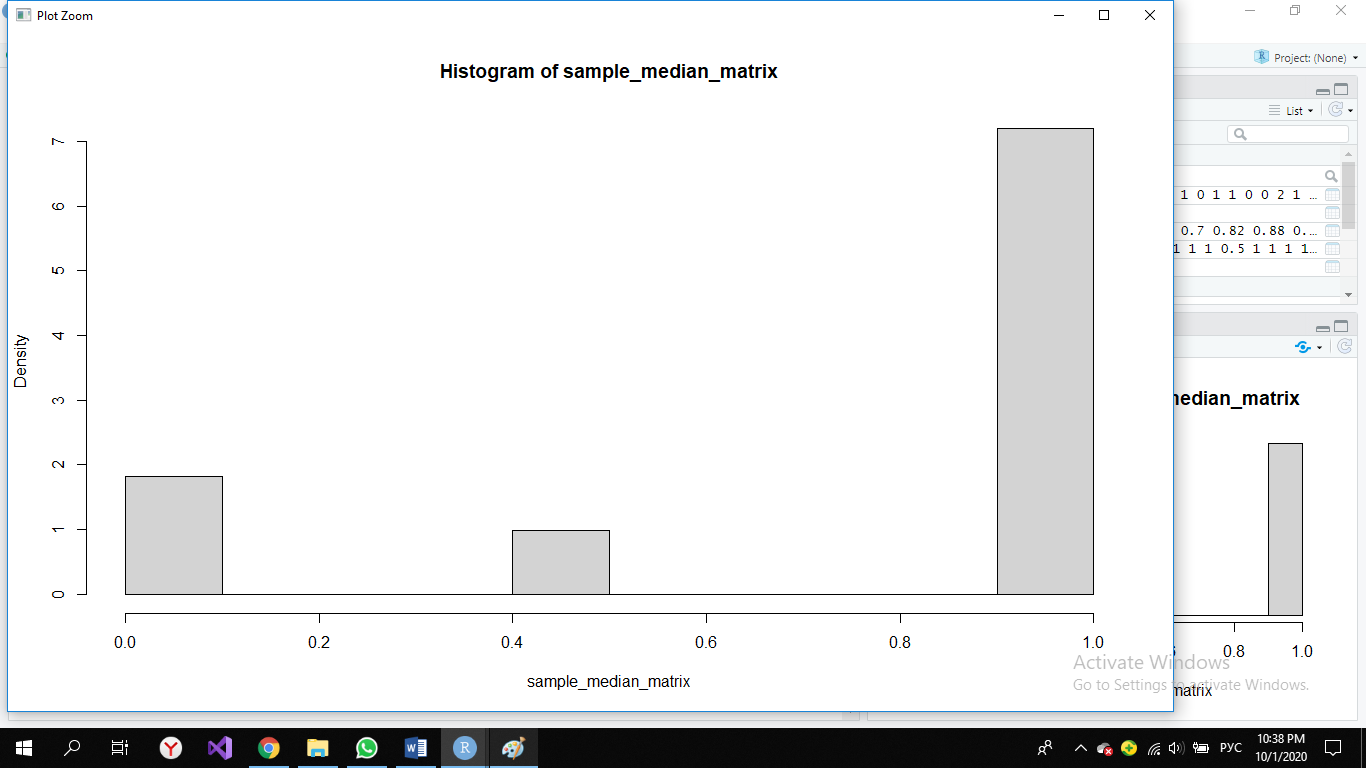 Plot Zoom
Project: (None)
Histogram of sample_median_matrix
List
7
6
5
4
3
2
1
0
Density
0.0 0.2 0.4 0.6 0.8 1.0
sample_median_matrix
1 0 1 1 0 0 2 1 ...
0.7 0.82 0.88 0...
1 1 1 0.5 1 1 1 1...
nedian_matrix
0.8 1.0
matrix
Activate Windows
Go to Settings to activate Windows.
РУС
10:38 PM
10/1/2020